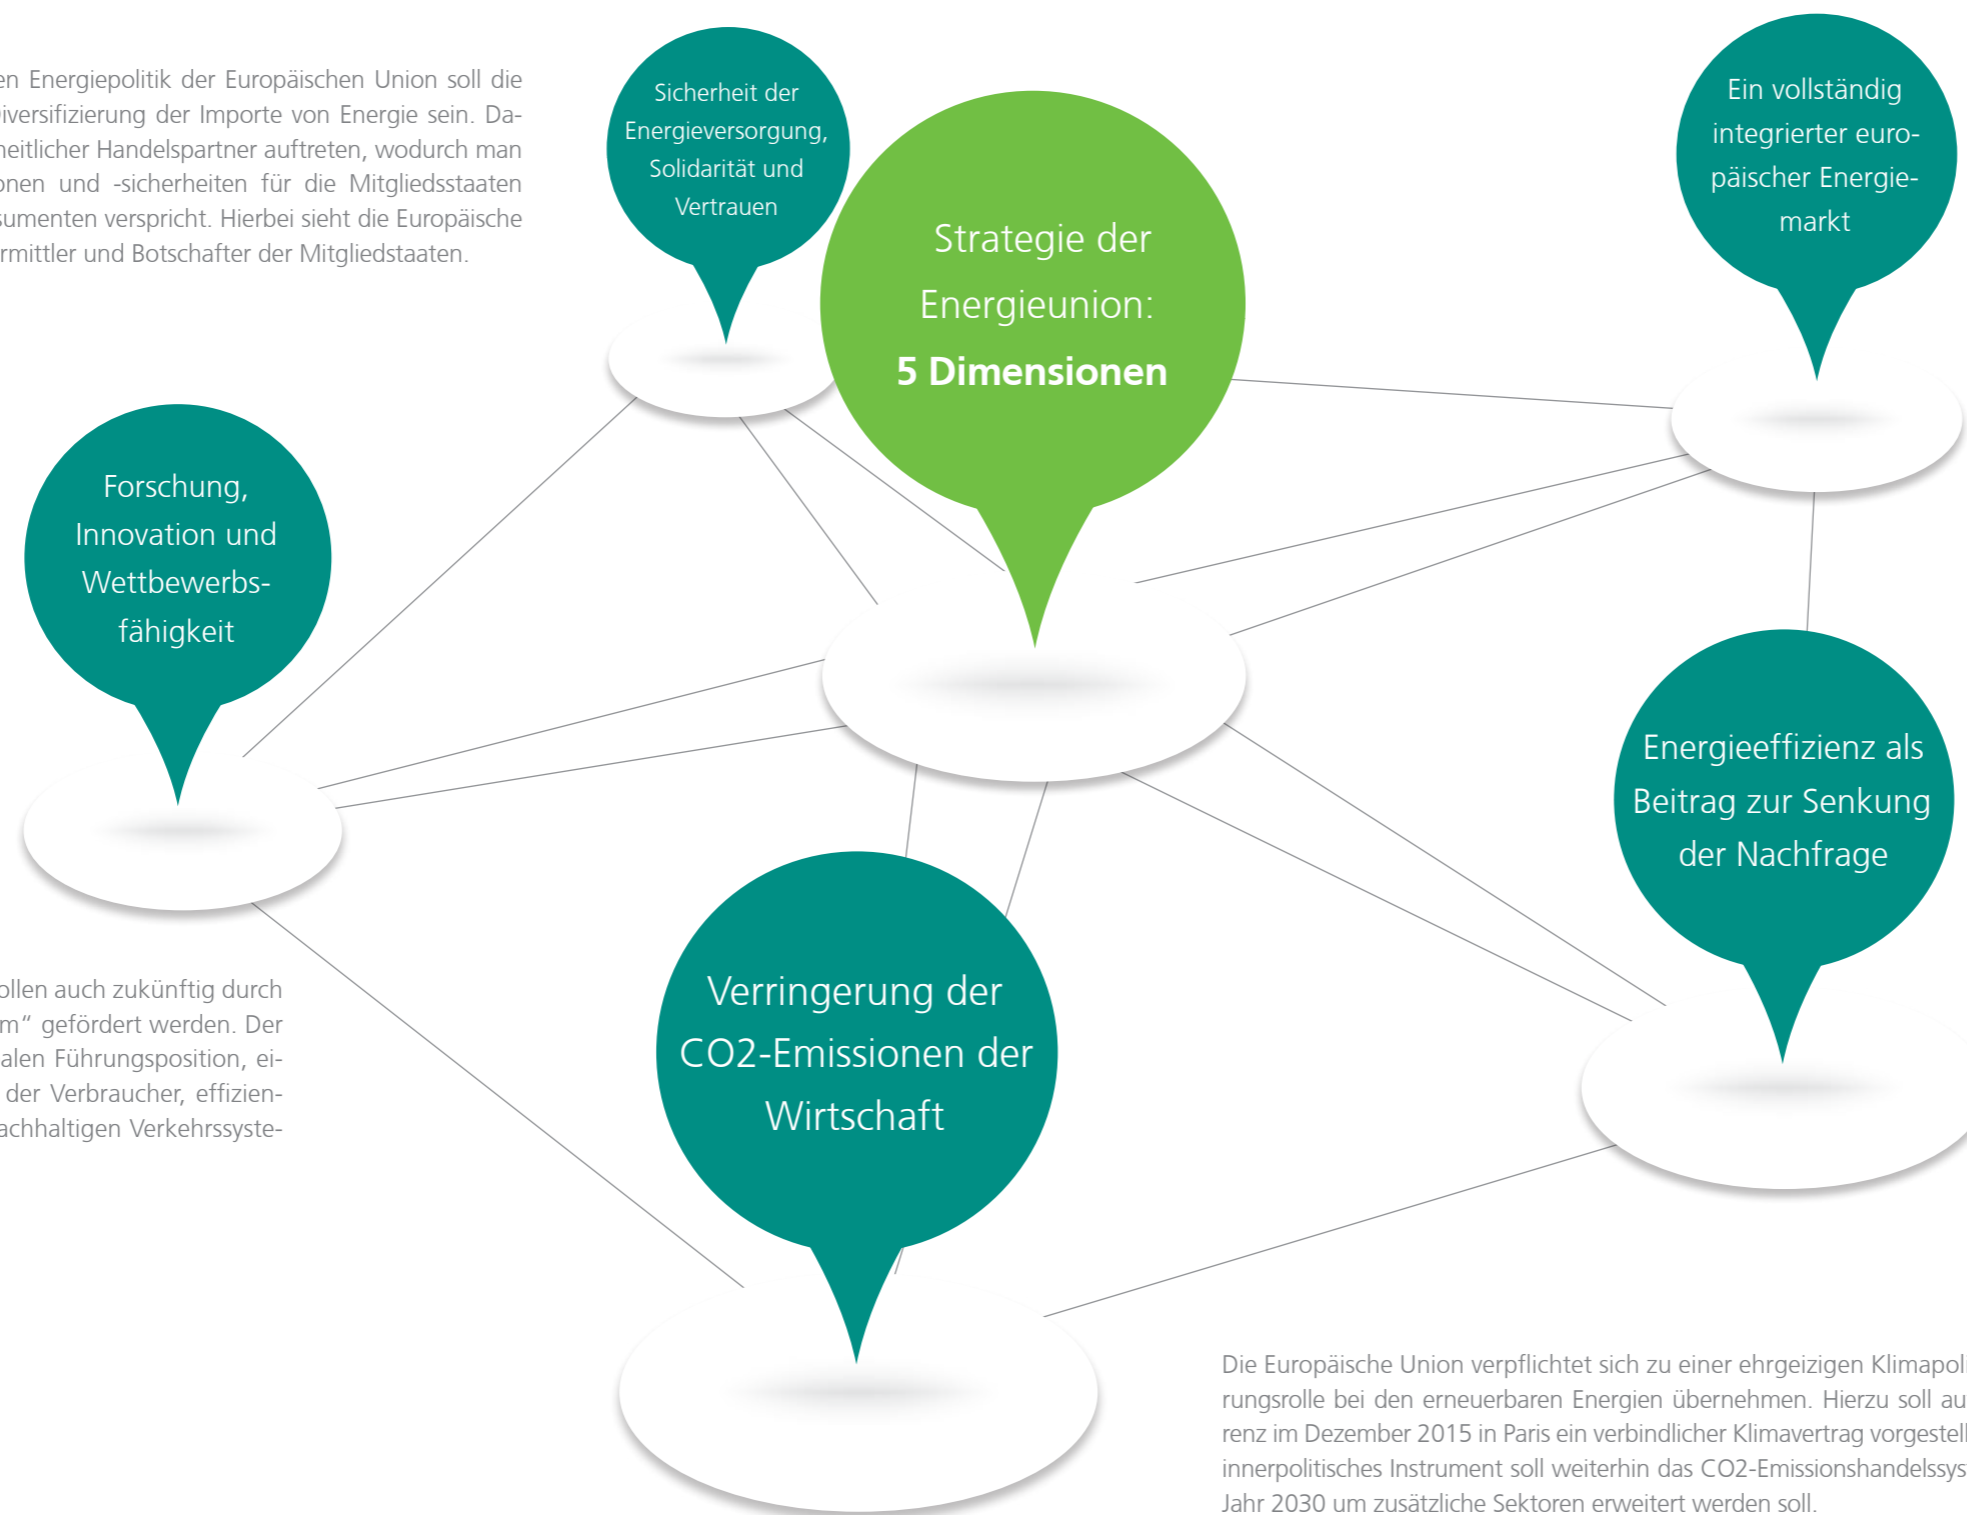 en Energiepolitik der Europäischen Union soll die
Diversifizierung der Importe von Energie sein. Da-
heitlicher Handelspartner auftreten, wodurch man
onen und -sicherheiten für die Mitgliedsstaaten
sumenten verspricht. Hierbei sieht die Europäische
ermittler und Botschafter der Mitgliedstaaten.
Sicherheit der
Energieversorgung,
Solidarität und
Vertrauen
Strategie der
Energieunion:
5 Dimensionen
Ein vollständig
integrierter euro-
päischer Energie-
markt
Forschung,
Innovation und
Wettbewerbs-
fähigkeit
Energieeffizienz als
Beitrag zur Senkung
der Nachfrage
Verringerung der
CO2-Emissionen der
Wirtschaft
ollen auch zukünftig durch
m“ gefördert werden. Der
alen Führungsposition, ei-
der Verbraucher, effizien-
nachhaltigen Verkehrssyste-
Die Europäische Union verpflichtet sich zu einer ehrgeizigen Klimapoli
rungsrolle bei den erneuerbaren Energien übernehmen. Hierzu soll au
renz im Dezember 2015 in Paris ein verbindlicher Klimavertrag vorgestell
innerpolitisches Instrument soll weiterhin das CO2-Emissionshandelssyst
Jahr 2030 um zusätzliche Sektoren erweitert werden soll.